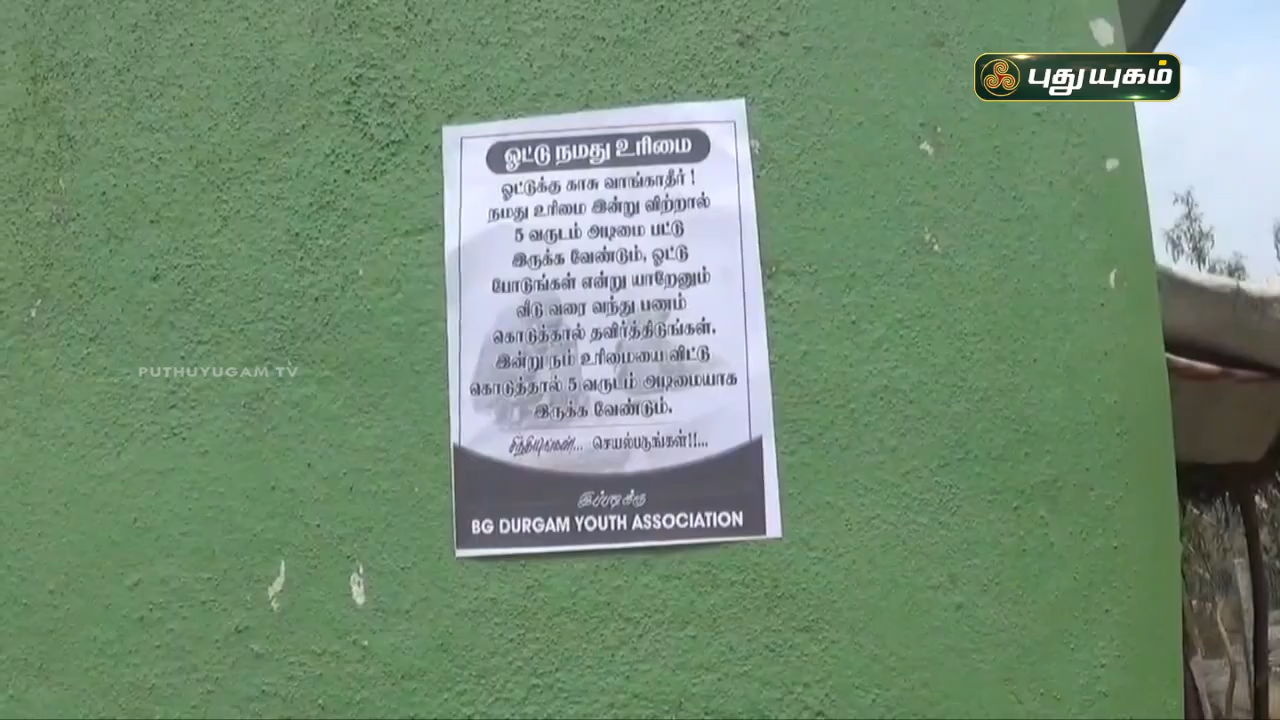 புதுயுகம்
ஓட்டு நமது உரிமை
ஓட்டுக்கு காசு வாங்காதீர் !
நமது உரிமை இன்று விற்றால்
5 வருடம் அடிமை பட்டு
இருக்க வேண்டும், ஓட்டு
போடுங்கள் என்று யாரேனும்
வீடு வரை வந்து பணம்
கொடுத்தால் தவிர்த்திடுங்கள்.
இன்று நம் உரிமையை விட்டு
கொடுத்தால் 5 வருடம் அடிமையாக
இருக்க வேண்டும்.
சிந்தியுங்கள்... செயல்படுங்கள்!!...
இப்படிக்கு
BG DURGAM YOUTH ASSOCIATION
PUTHUYUGAM TV